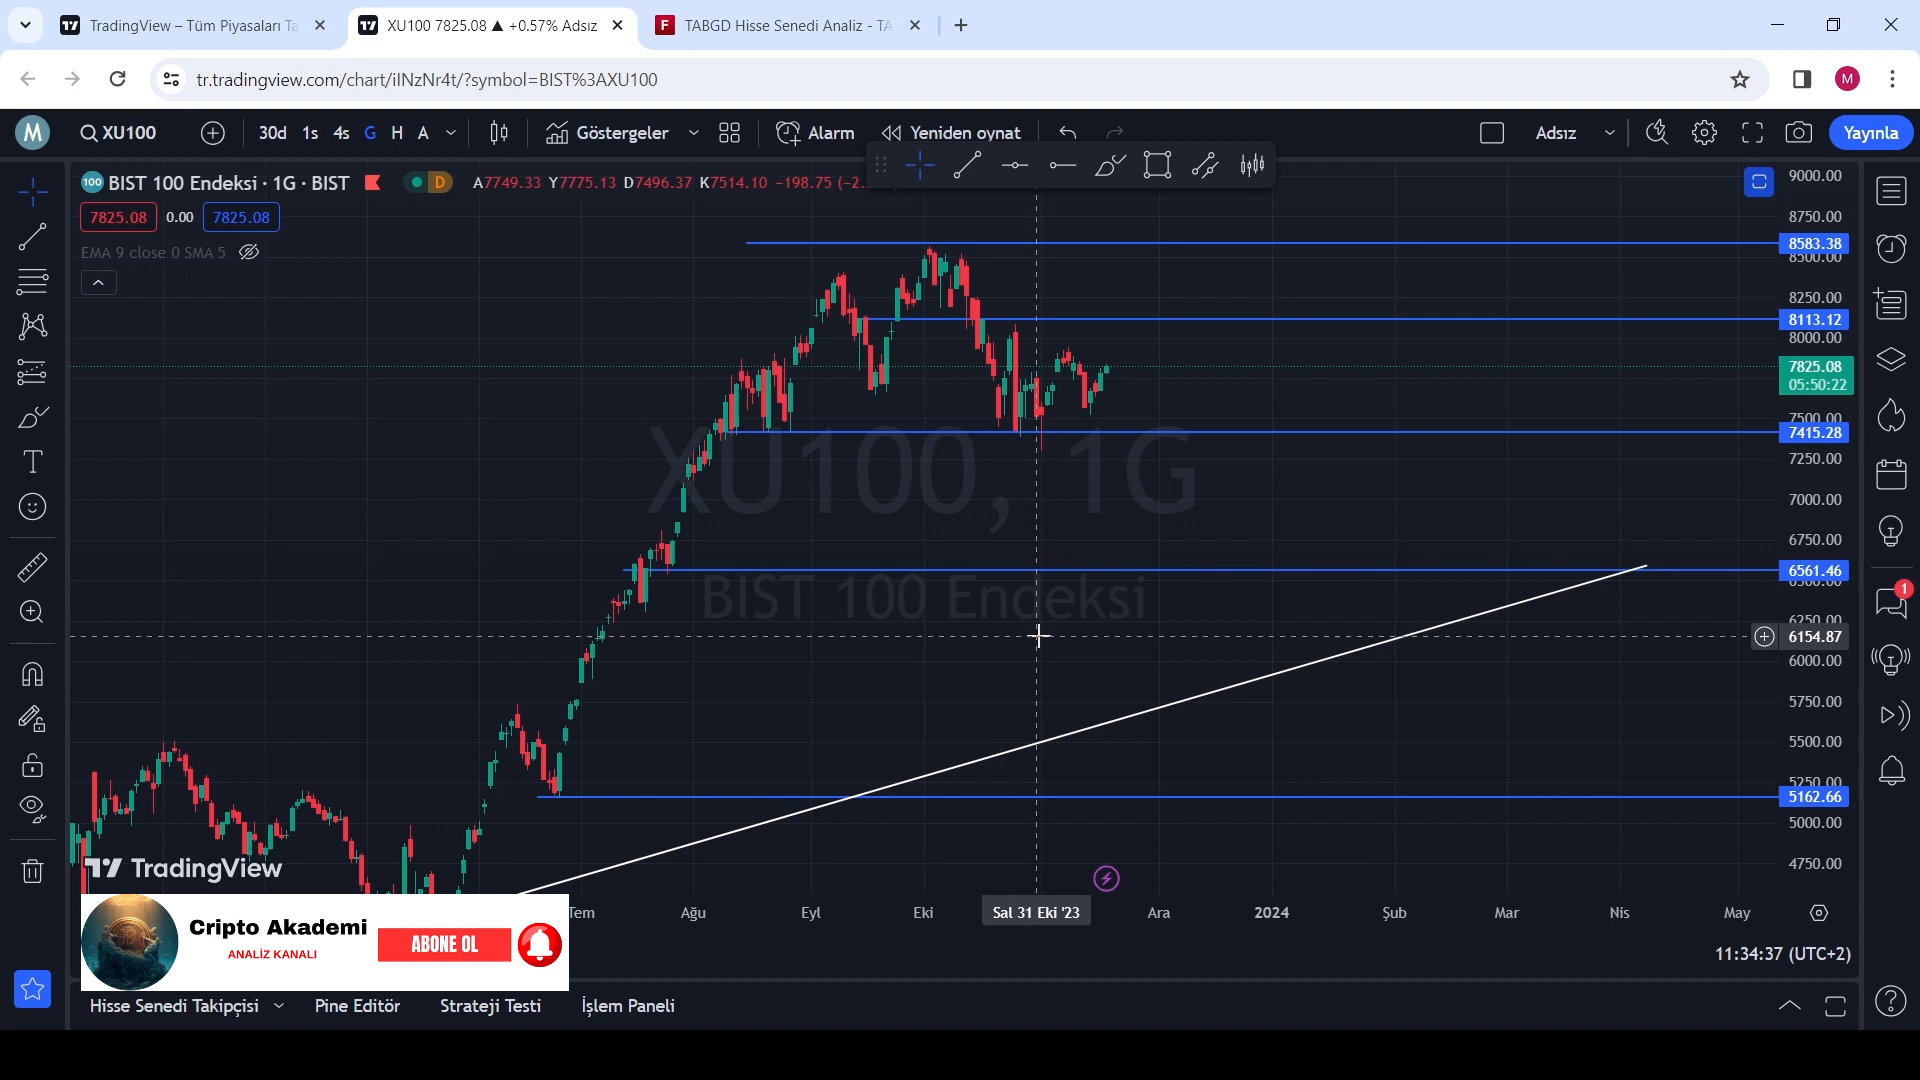 TradingView – Tüm Piyasaları Ta
XU100 7825.08 ▲ +0.57% Adsız
TABGD Hisse Senedi Analiz - TA
tr.tradingview.com/chart/iINzNr4t/?symbol=BIST%3AXU100
M
M
XU100
30d 1s 4s G H A
Göstergeler
Alarm
Yeniden oynat
Adsız
Yayınla
100 BIST 100 Endeksi · 1G · BIST
D
A7749.33 Y7775.13 D7496.37 K7514.10 −198.75 (−2.
7825.08 0.00 7825.08
EMA 9 close 0 SMA 5
XU100, 1G
BIST 100 Endeksi
9000.00
8750.00
8583.38
8500.00
8250.00
8113.12
8000.00
7825.08
05:50:22
7500.00
7415.28
7250.00
7000.00
6750.00
6561.46
6500.00
6250.00
6154.87
6000.00
5750.00
5500.00
5250.00
5162.66
5000.00
4750.00
1
TradingView
Tem Ağu Eyl Eki Sal 31 Eki '23 Ara 2024 Şub Mar Nis May
Cripto Akademi
ANALİZ KANALI
ABONE OL
11:34:37 (UTC+2)
Hisse Senedi Takipçisi Pine Editör Strateji Testi İşlem Paneli